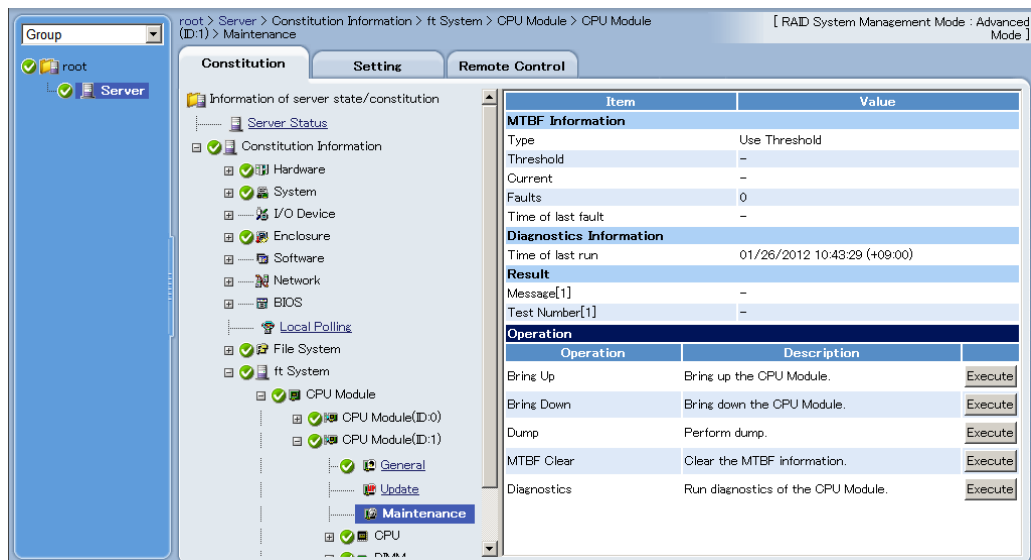 Group
root
Server
root > Server > Constitution Information > ft System > CPU Module > CPU Module
(ID:1) > Maintenance
[ RAID System Management Mode : Advanced
Mode ]
Constitution Setting Remote Control
Information of server state/constitution
Server Status
Constitution Information
Hardware
System
I/O Device
Enclosure
Software
Network
BIOS
Local Polling
File System
ft System
CPU Module
CPU Module(ID:0)
CPU Module(ID:1)
General
Update
Maintenance
CPU
DIMM
Item Value
MTBF Information
Type Use Threshold
Threshold -
Current -
Faults 0
Time of last fault -
Diagnostics Information
Time of last run 01/26/2012 10:43:29 (+09:00)
Result
Message[1] -
Test Number[1] -
Operation
Operation Description
Bring Up Bring up the CPU Module. Execute
Bring Down Bring down the CPU Module. Execute
Dump Perform dump. Execute
MTBF Clear Clear the MTBF information. Execute
Diagnostics Run diagnostics of the CPU Module. Execute